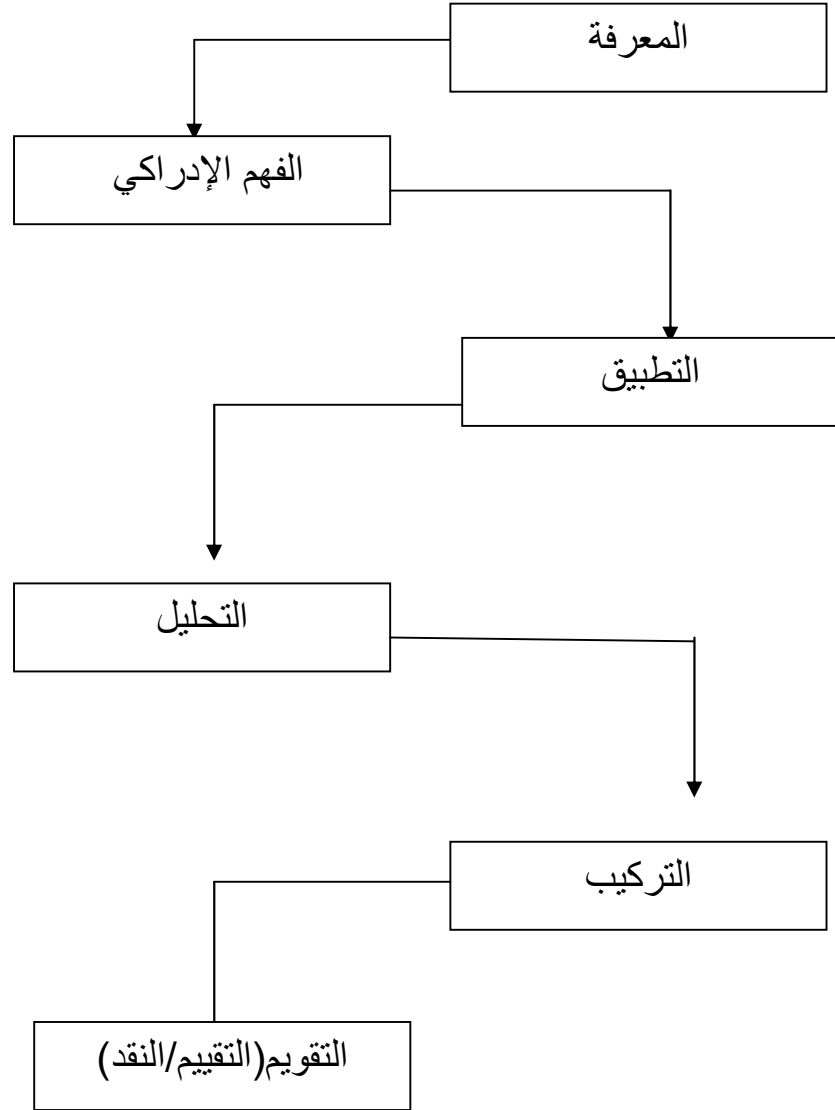 المعرفة
الفهم الإدراكي
التطبيق
التحليل
التركيب
التقويم(التقييم/النقد)